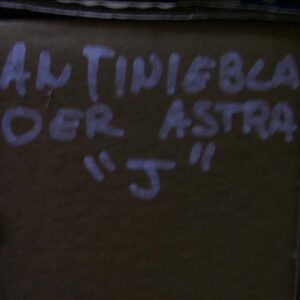 ANTINIEBLA
DER ASTRA
"J"